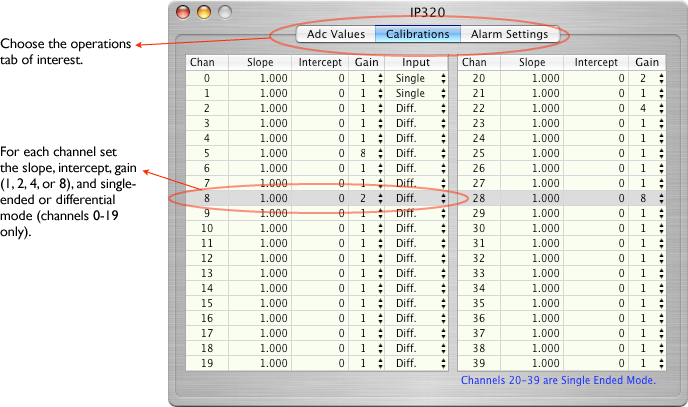 IP320
Choose the operations
tab of interest.
Adc Values Calibrations Alarm Settings
For each channel set
the slope, intercept, gain
(1, 2, 4, or 8), and single-
ended or differential
mode (channels 0-19
only).
Chan Slope Intercept Gain Input
0 1.000 0 1 Single
1 1.000 0 1 Single
2 1.000 0 1 Diff.
3 1.000 0 1 Diff.
4 1.000 0 1 Diff.
5 1.000 0 8 Diff.
6 1.000 0 1 Diff.
7 1.000 0 1 Diff.
8 1.000 0 2 Diff.
9 1.000 0 1 Diff.
10 1.000 0 1 Diff.
11 1.000 0 1 Diff.
12 1.000 0 1 Diff.
13 1.000 0 1 Diff.
14 1.000 0 1 Diff.
15 1.000 0 1 Diff.
16 1.000 0 1 Diff.
17 1.000 0 1 Diff.
18 1.000 0 1 Diff.
19 1.000 0 1 Diff.
Chan Slope Intercept Gain
20 1.000 0 2
21 1.000 0 1
22 1.000 0 4
23 1.000 0 1
24 1.000 0 1
25 1.000 0 1
26 1.000 0 1
27 1.000 0 1
28 1.000 0 8
29 1.000 0 1
30 1.000 0 1
31 1.000 0 1
32 1.000 0 1
33 1.000 0 1
34 1.000 0 1
35 1.000 0 1
36 1.000 0 1
37 1.000 0 1
38 1.000 0 1
39 1.000 0 1
Channels 20-39 are Single Ended Mode.